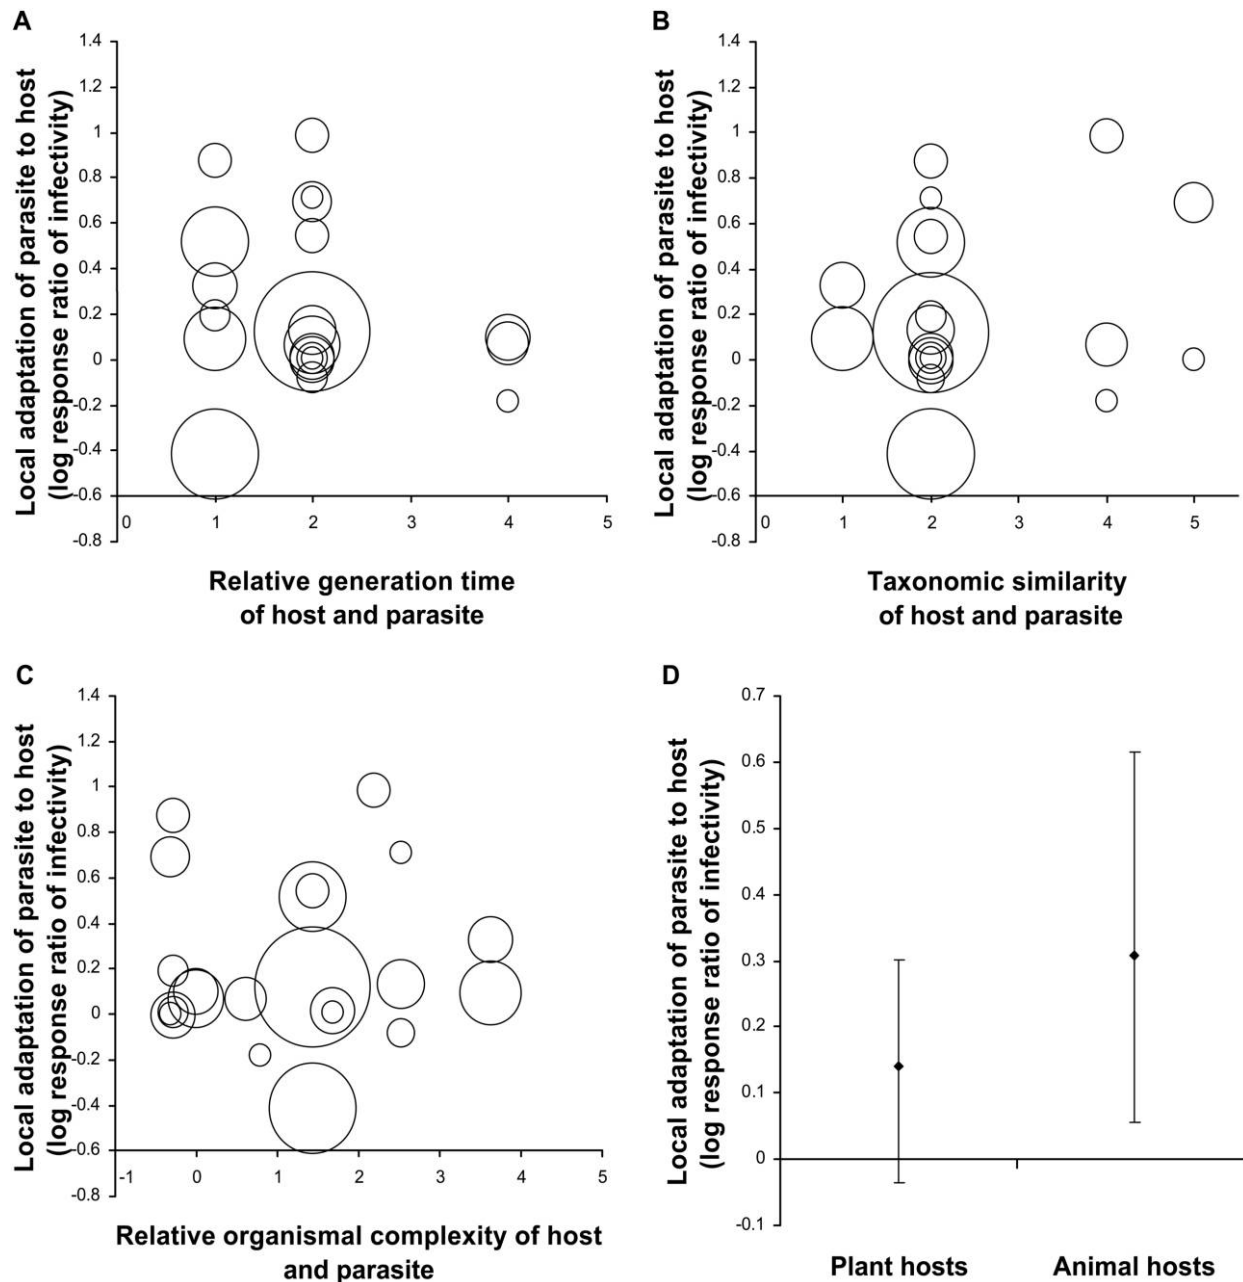 A
Local adaptation of parasite to host
(log response ratio of infectivity)
1.4
1.2
1
0.8
0.6
0.4
0.2
0
-0.2
-0.4
-0.6
-0.8
0 1 2 3 4 5
Relative generation time
of host and parasite
B
Local adaptation of parasite to host
(log response ratio of infectivity)
1.4
1.2
1
0.8
0.6
0.4
0.2
0
-0.2
-0.4
-0.6
-0.8
0 1 2 3 4 5
Taxonomic similarity
of host and parasite
C
Local adaptation of parasite to host
(log response ratio of infectivity)
1.4
1.2
1
0.8
0.6
0.4
0.2
0
-0.2
-0.4
-0.6
-0.8
-1 0 1 2 3 4 5
Relative organismal complexity of host
and parasite
D
Local adaptation of parasite to host
(log response ratio of infectivity)
0.7
0.6
0.5
0.4
0.3
0.2
0.1
0
-0.1
Plant hosts Animal hosts